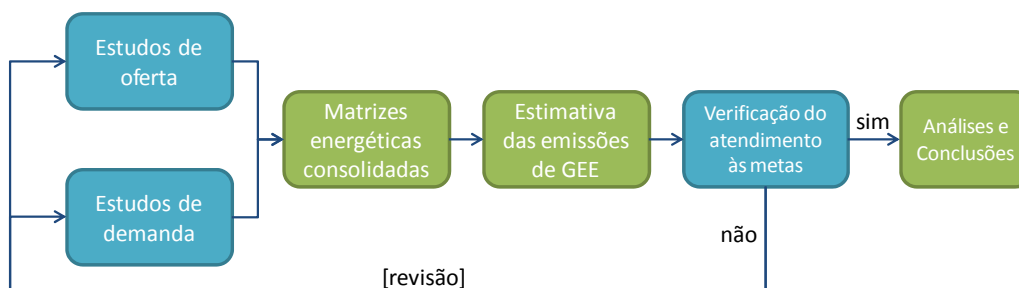 Estudos de
oferta
Estudos de
demanda
Matrizes
energéticas
consolidadas
Estimativa
das emissões
de GEE
Verificação do
atendimento
às metas
sim
Análises e
Conclusões
não
[revisão]